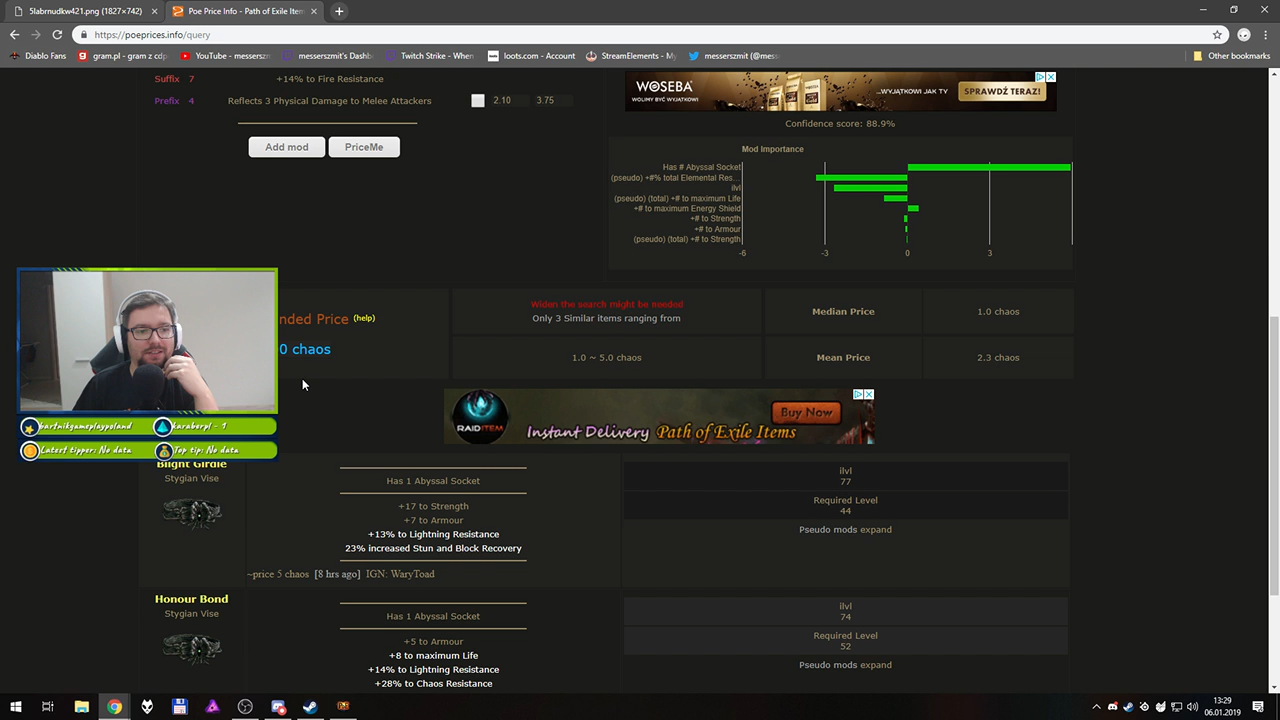 5labrnudkw421.png (1827×742)
Poe Price Info - Path of Exile Item
https://poeprices.info/query
Diablo Fans
gram.pl - gram z cdp
YouTube - messerszm
messerszmit's Dashb
Twitch Strike - When
loots.com - Account
StreamElements - My
messerszmit (@mess
Other bookmarks
Suffix 7 +14% to Fire Resistance
Prefix 4 Reflects 3 Physical Damage to Melee Attackers 2.10 3.75
Add mod PriceMe
WOSEBA
WOLIMY BYĆ WYJĄTKOWI
...WYJĄTKOWI JAK TY
SPRAWDŹ TERAZ!
Confidence score: 88.9%
Mod Importance
Has # Abyssal Socket
(pseudo) +#% total Elemental Res...
ilvl
(pseudo) (total) +# to maximum Life
+# to maximum Energy Shield
+# to Strength
+# to Armour
(pseudo) (total) +# to Strength
-6 -3 0 3
nded Price (help)
0 chaos
Widen the search might be needed
Only 3 Similar items ranging from
1.0 ~ 5.0 chaos
Median Price 1.0 chaos
Mean Price 2.3 chaos
RAIDITEM
Instant Delivery Path of Exile Items
Buy Now
bartnikgameplaypoland
karaberpl - 1
Latest tipper: No data
Top tip: No data
Blight Girdle
Stygian Vise
Has 1 Abyssal Socket
+17 to Strength
+7 to Armour
+13% to Lightning Resistance
23% increased Stun and Block Recovery
~price 5 chaos [8 hrs ago] IGN: WaryToad
ilvl
77
Required Level
44
Pseudo mods expand
Honour Bond
Stygian Vise
Has 1 Abyssal Socket
+5 to Armour
+8 to maximum Life
+14% to Lightning Resistance
+28% to Chaos Resistance
ilvl
74
Required Level
52
Pseudo mods expand
13:29
06.01.2019